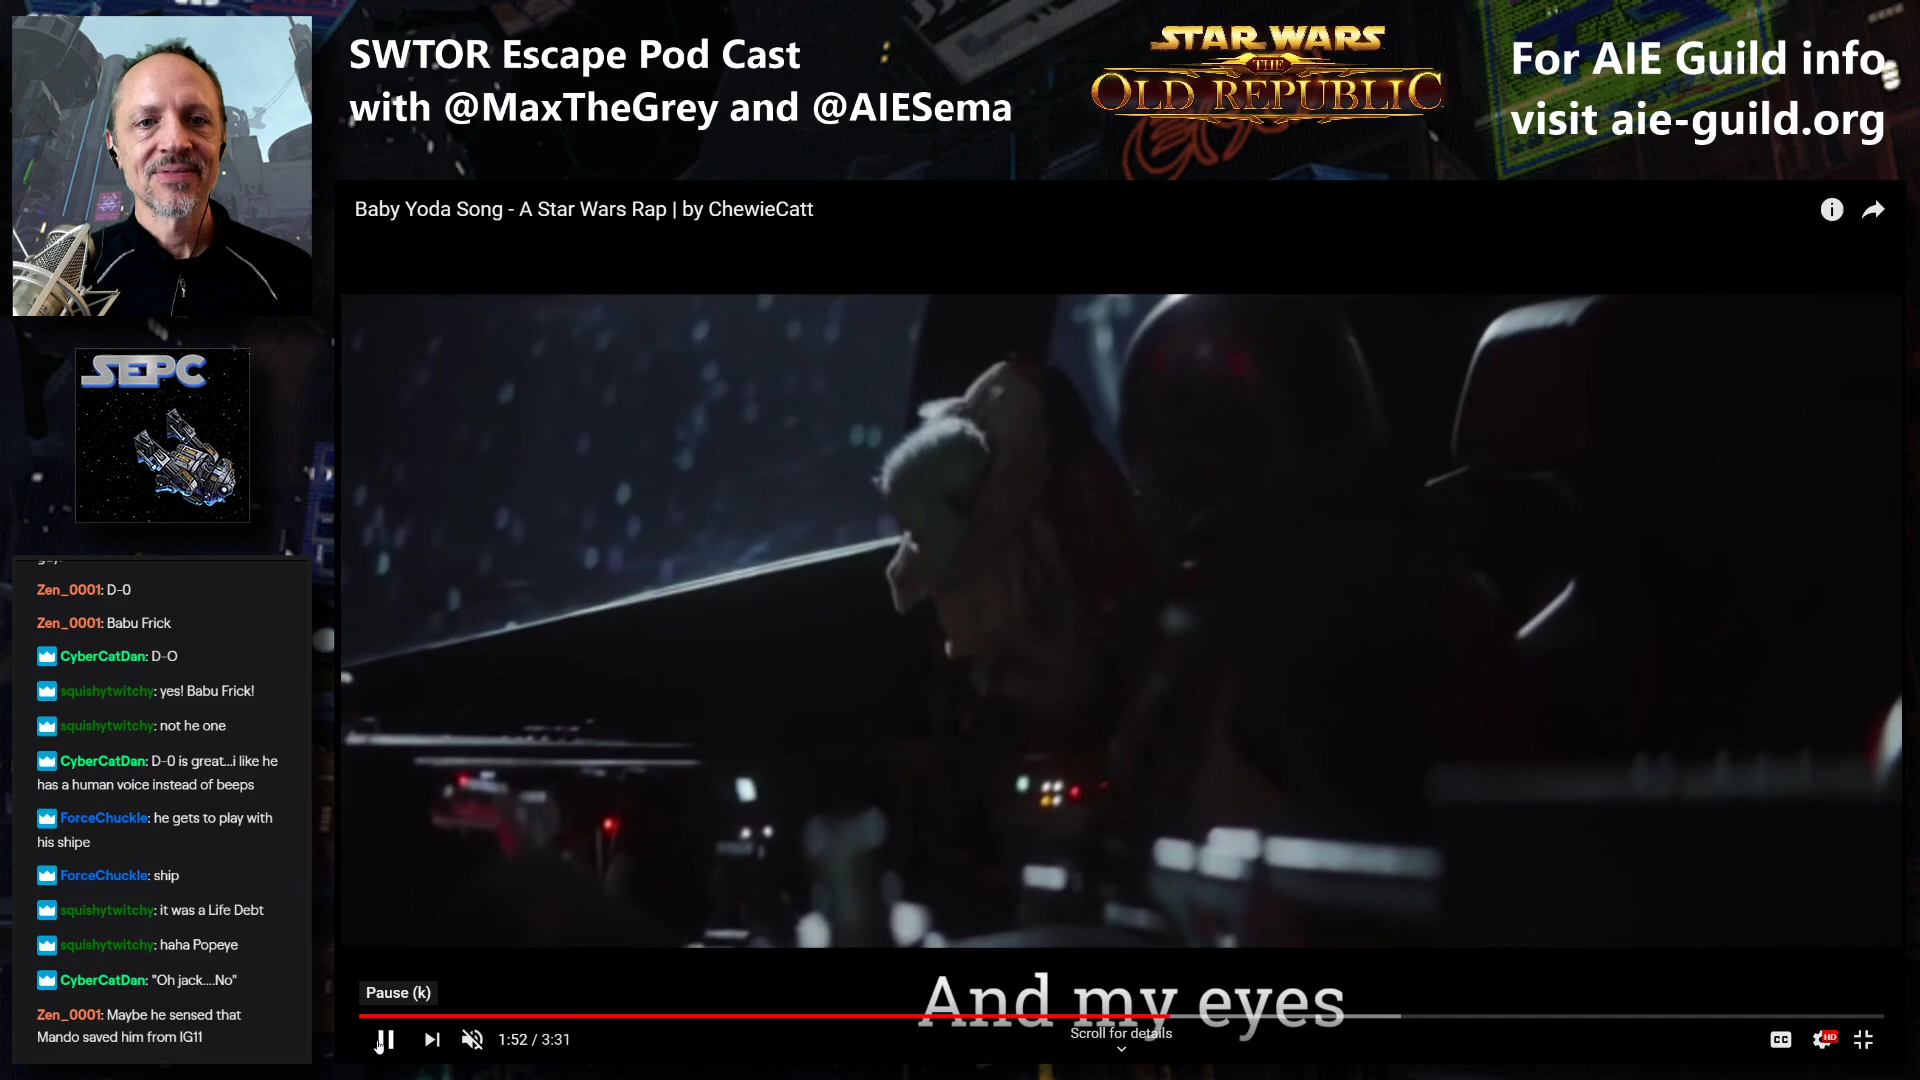 SWTOR Escape Pod Cast
with @MaxTheGrey and @AIESema
STAR WARS
THE
OLD REPUBLIC
For AIE Guild info
visit aie-guild.org
Baby Yoda Song - A Star Wars Rap | by ChewieCatt
SEPC
Zen_0001: D-0
Zen_0001: Babu Frick
CyberCatDan: D-O
squishytwitchy: yes! Babu Frick!
squishytwitchy: not he one
CyberCatDan: D-0 is great...i like he
has a human voice instead of beeps
ForceChuckle: he gets to play with
his shipe
ForceChuckle: ship
squishytwitchy: it was a Life Debt
squishytwitchy: haha Popeye
CyberCatDan: "Oh jack....No"
Zen_0001: Maybe he sensed that
Mando saved him from IG11
Pause (k)
And my eyes
Scroll for details
1:52 / 3:31
CC
HD